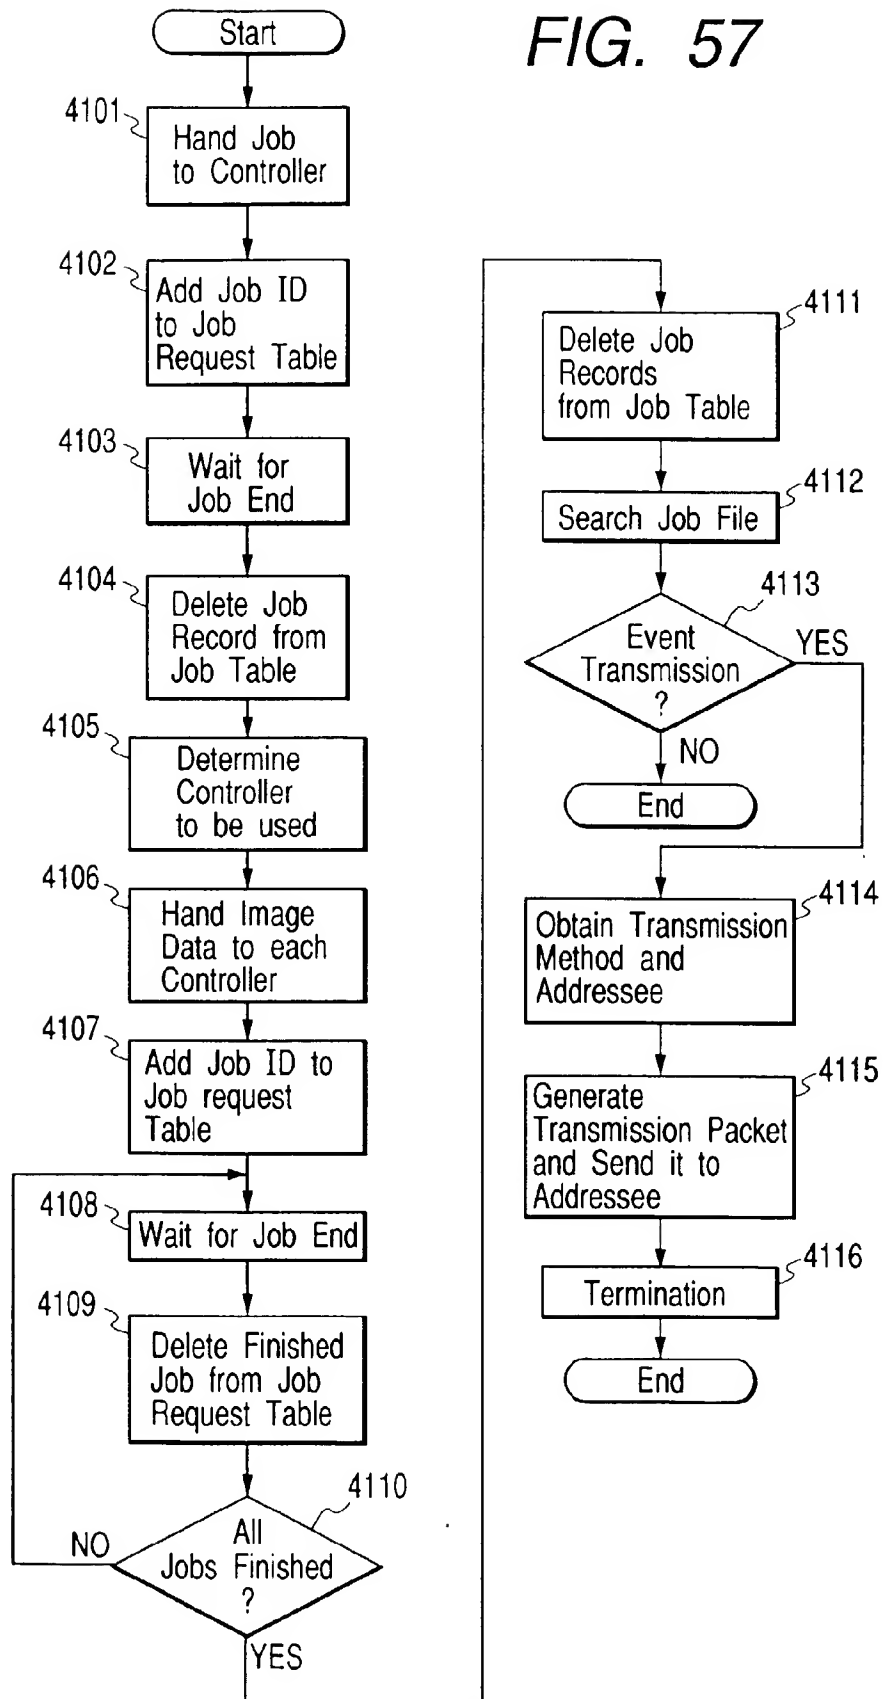 FIG. 57
Start
4101
Hand Job
to Controller
4102
Add Job ID
to Job
Request Table
4103
Wait for
Job End
4104
Delete Job
Record from
Job Table
4105
Determine
Controller
to be used
4106
Hand Image
Data to each
Controller
4107
Add Job ID to
Job request
Table
4108
Wait for Job End
4109
Delete Finished
Job from Job
Request Table
4110
All
Jobs Finished
?
NO
YES
4111
Delete Job
Records
from Job Table
4112
Search Job File
4113
Event
Transmission
?
YES
NO
End
4114
Obtain Transmission
Method and
Addressee
4115
Generate
Transmission Packet
and Send it to
Addressee
4116
Termination
End